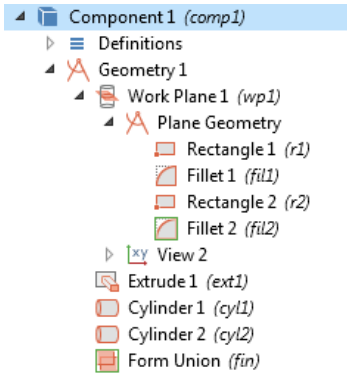 Component 1 (comp1)
Definitions
Geometry 1
Work Plane 1 (wp1)
Plane Geometry
Rectangle 1 (r1)
Fillet 1 (fil1)
Rectangle 2 (r2)
Fillet 2 (fil2)
xy View 2
Extrude 1 (ext1)
Cylinder 1 (cyl1)
Cylinder 2 (cyl2)
Form Union (fin)